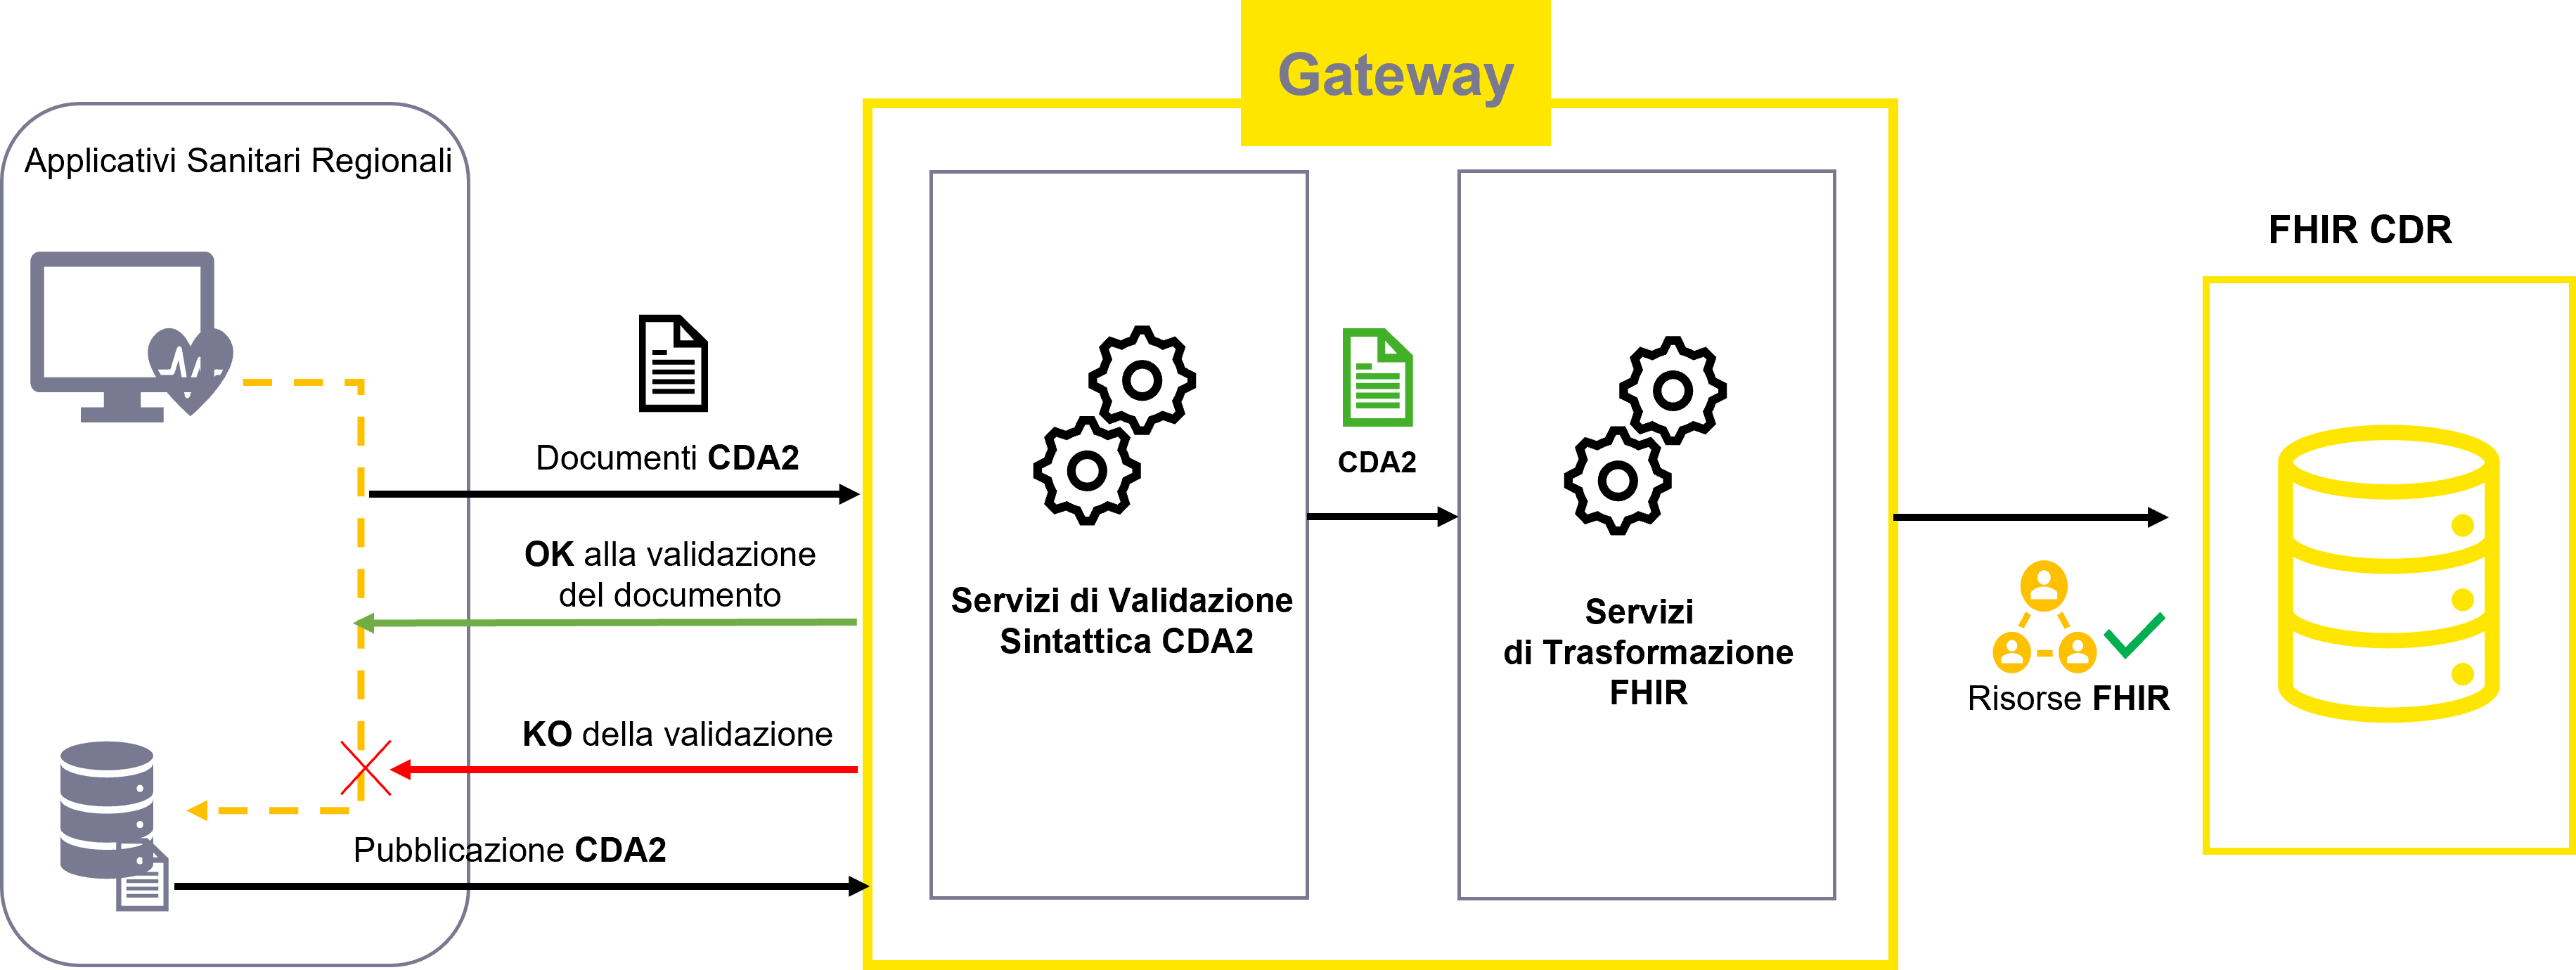 Gateway
Applicativi Sanitari Regionali
FHIR CDR
Documenti CDA2
CDA2
OK alla validazione
del documento
Servizi di Validazione
Sintattica CDA2
Servizi
di Trasformazione
FHIR
Risorse FHIR
KO della validazione
Pubblicazione CDA2